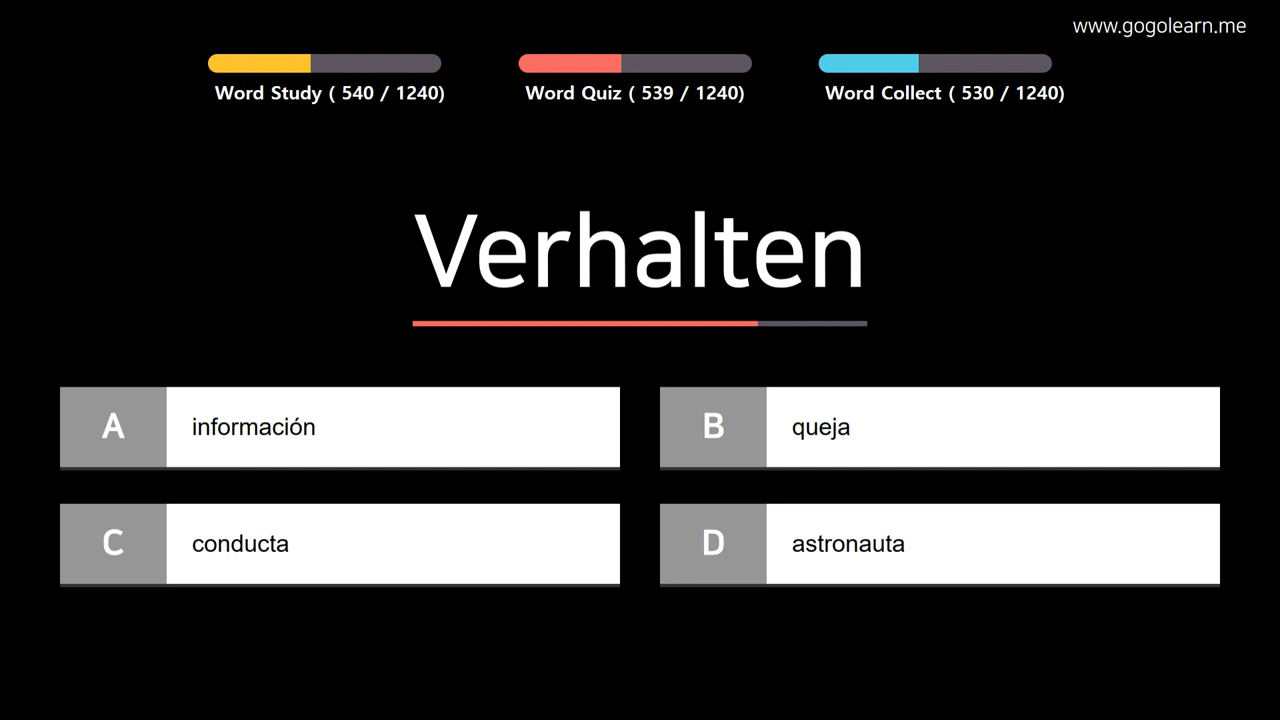 www.gogolearn.me
Word Study ( 540 / 1240)
Word Quiz ( 539 / 1240)
Word Collect ( 530 / 1240)
Verhalten
A información
B queja
C conducta
D astronauta